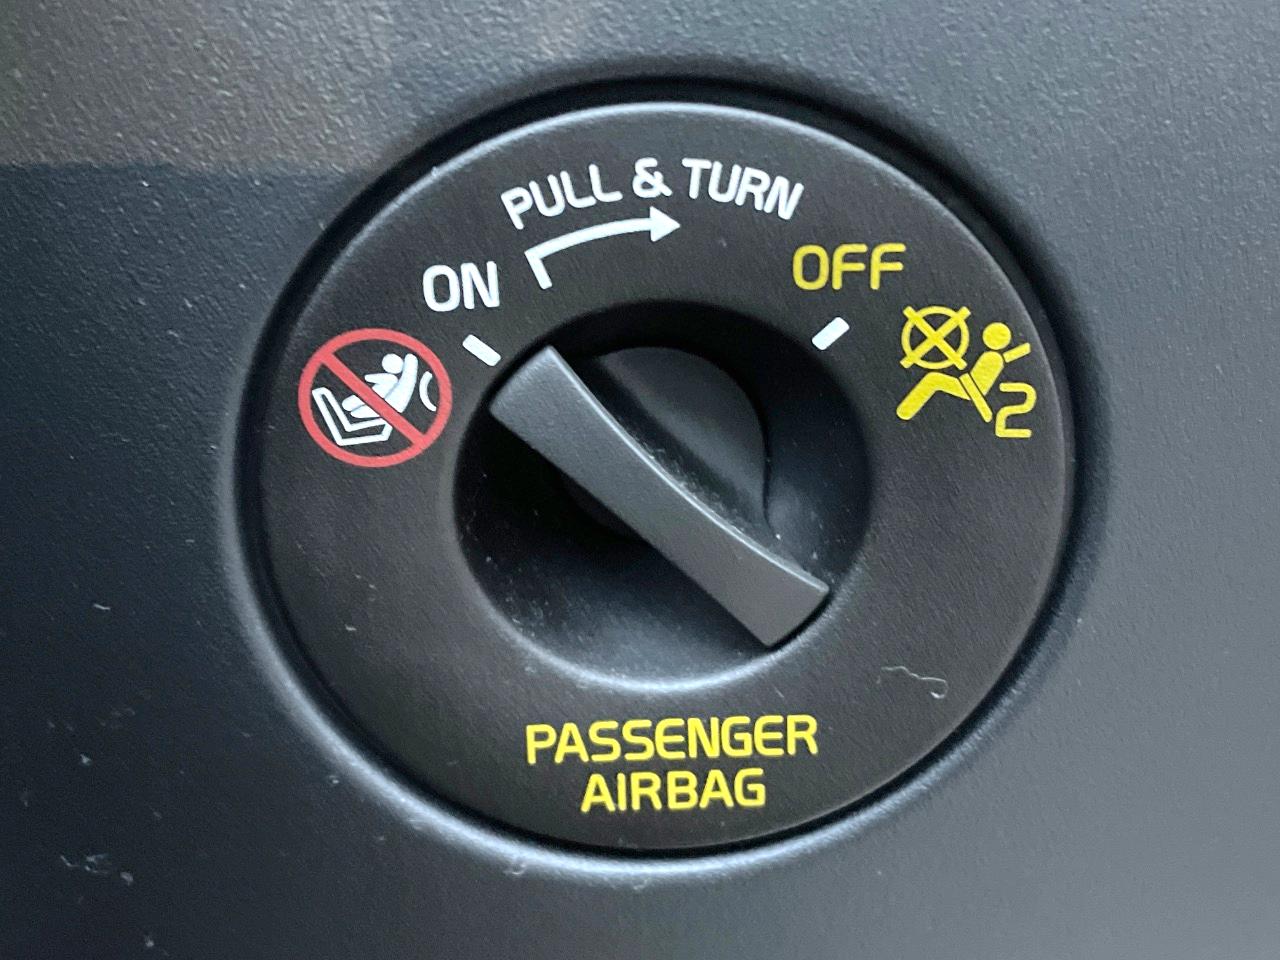 PULL & TURN
ON
OFF
2
PASSENGER
AIRBAG